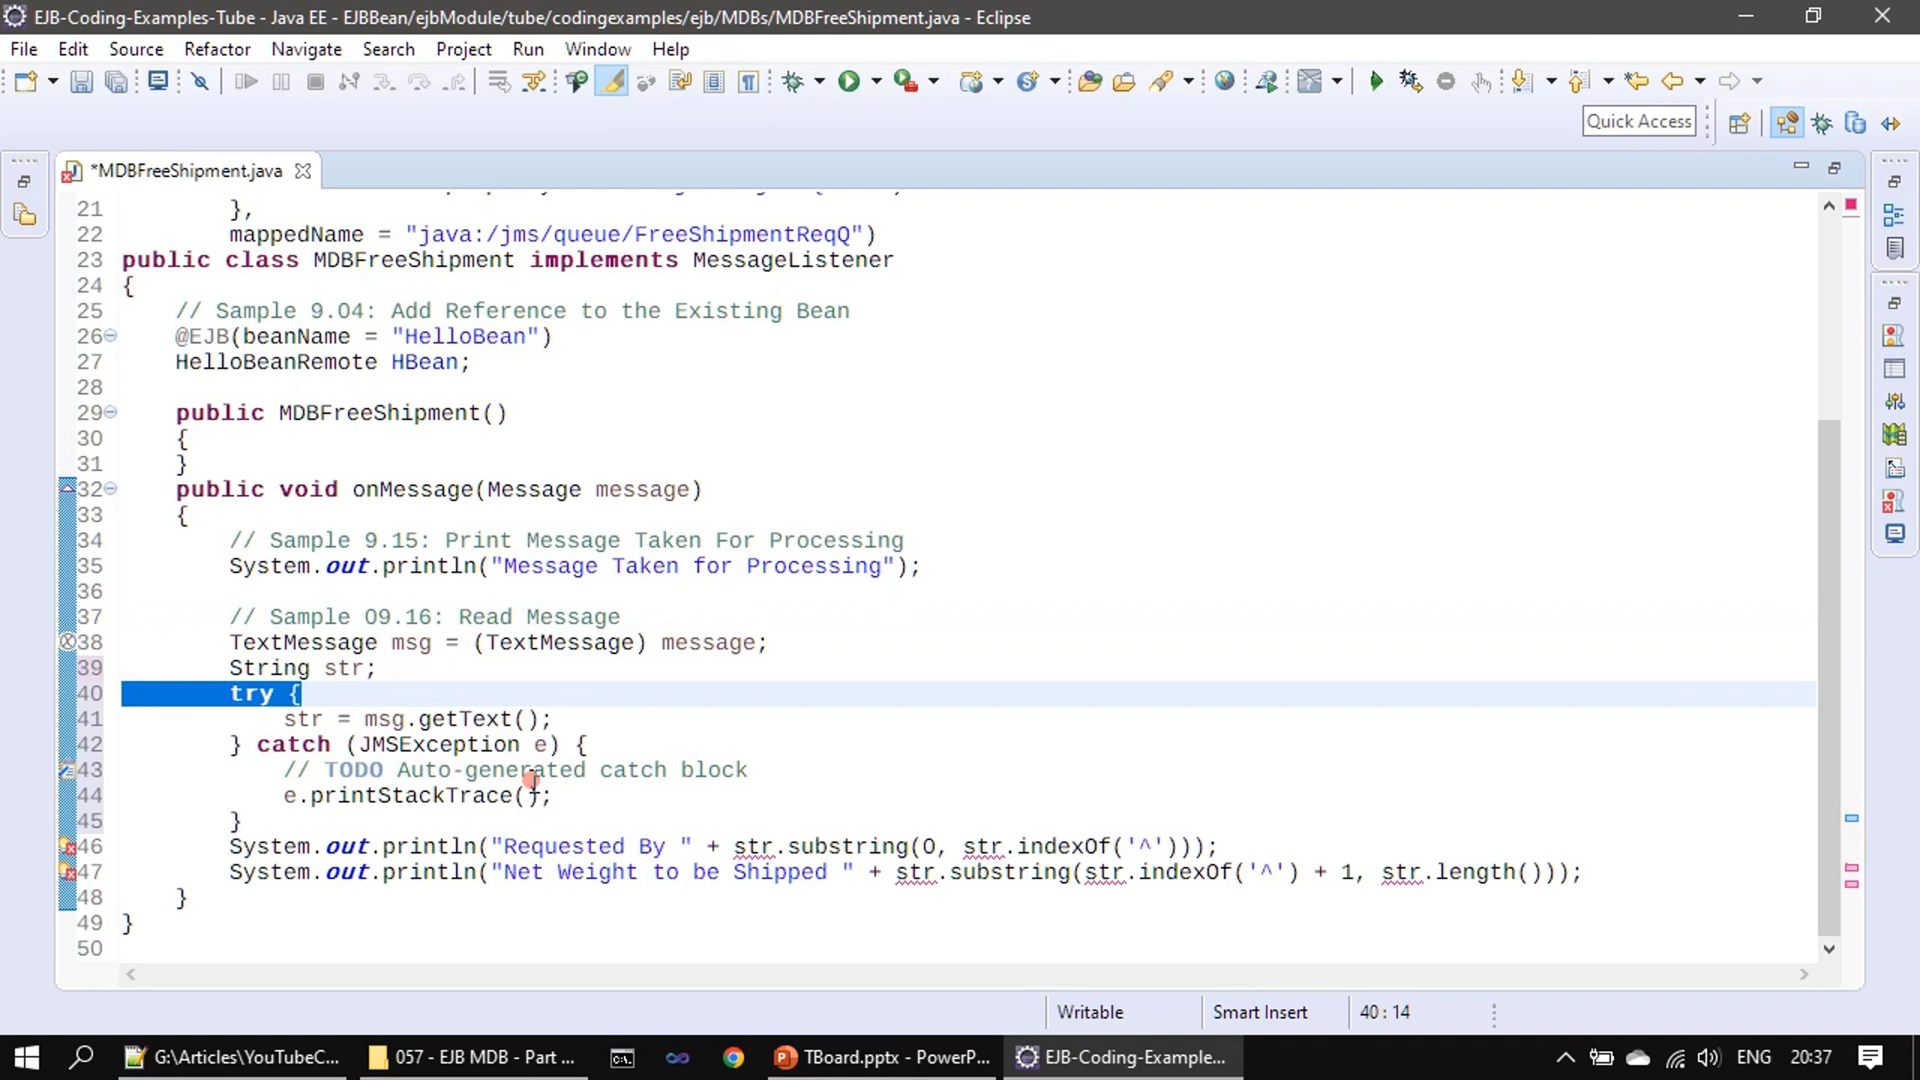 EJB-Coding-Examples-Tube - Java EE - EJBBean/ejbModule/tube/codingexamples/ejb/MDBs/MDBFreeShipment.java - Eclipse
File Edit Source Refactor Navigate Search Project Run Window Help
Quick Access
*MDBFreeShipment.java
21 },
22 mappedName = "java:/jms/queue/FreeShipmentReqQ")
23 public class MDBFreeShipment implements MessageListener
24 {
25 // Sample 9.04: Add Reference to the Existing Bean
26 @EJB(beanName = "HelloBean")
27 HelloBeanRemote HBean;
28
29 public MDBFreeShipment()
30 {
31 }
32 public void onMessage(Message message)
33 {
34 // Sample 9.15: Print Message Taken For Processing
35 System.out.println("Message Taken for Processing");
36
37 // Sample 09.16: Read Message
38 TextMessage msg = (TextMessage) message;
39 String str;
40 try {
41 str = msg.getText();
42 } catch (JMSException e) {
43 // TODO Auto-generated catch block
44 e.printStackTrace();
45 }
46 System.out.println("Requested By " + str.substring(0, str.indexOf('^')));
47 System.out.println("Net Weight to be Shipped " + str.substring(str.indexOf('^') + 1, str.length()));
48 }
49 }
50
Writable Smart Insert 40 : 14
G:\Articles\YouTubeC... 057 - EJB MDB - Part ... TBoard.pptx - PowerP... EJB-Coding-Example... ENG 20:37